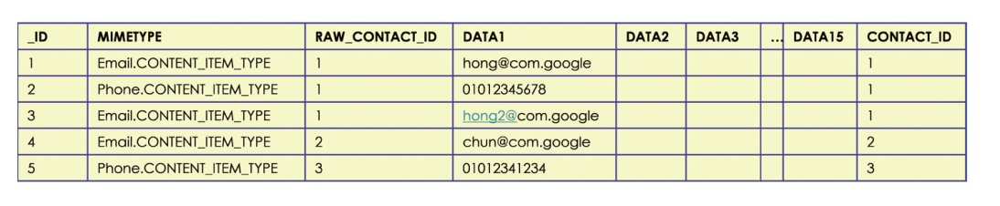 _ID MIMETYPE RAW_CONTACT_ID DATA1 DATA2 DATA3 ... DATA15 CONTACT_ID
1 Email.CONTENT_ITEM_TYPE 1 hong@com.google 1
2 Phone.CONTENT_ITEM_TYPE 1 01012345678 1
3 Email.CONTENT_ITEM_TYPE 1 hong2@com.google 1
4 Email.CONTENT_ITEM_TYPE 2 chun@com.google 2
5 Phone.CONTENT_ITEM_TYPE 3 01012341234 3